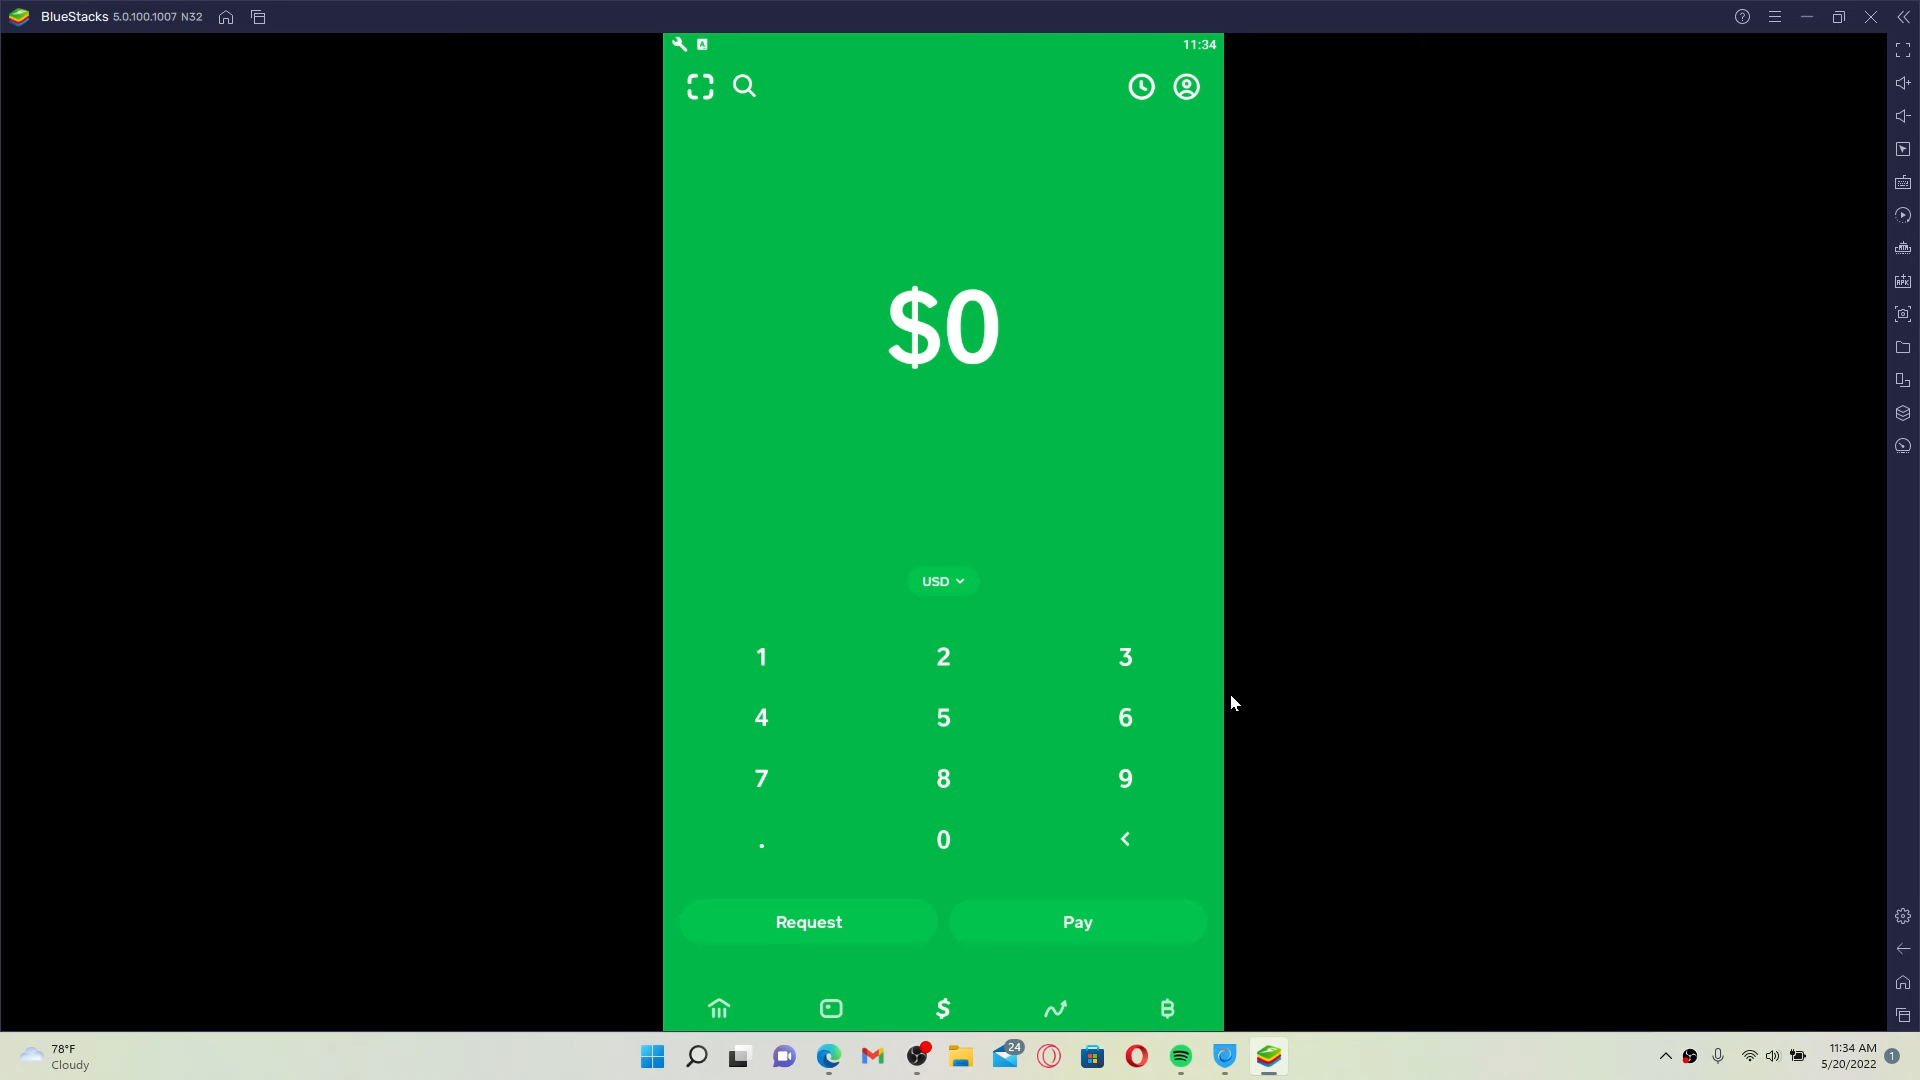 BlueStacks 5.0.100.1007 N32
11:34
$0
USD
1 2 3
4 5 6
7 8 9
. 0 <
Request Pay
78°F
Cloudy
24
11:34 AM
5/20/2022
1